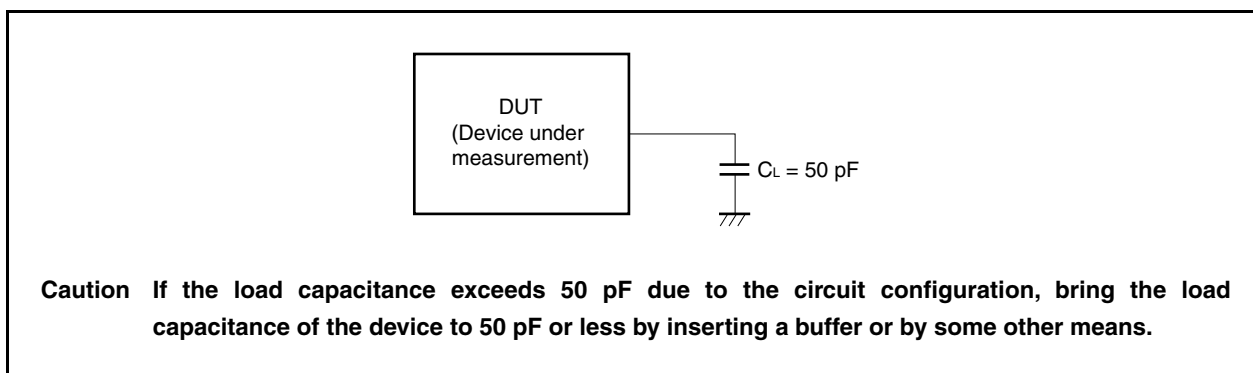 DUT
(Device under
measurement)
CL = 50 pF
Caution If the load capacitance exceeds 50 pF due to the circuit configuration, bring the load
capacitance of the device to 50 pF or less by inserting a buffer or by some other means.